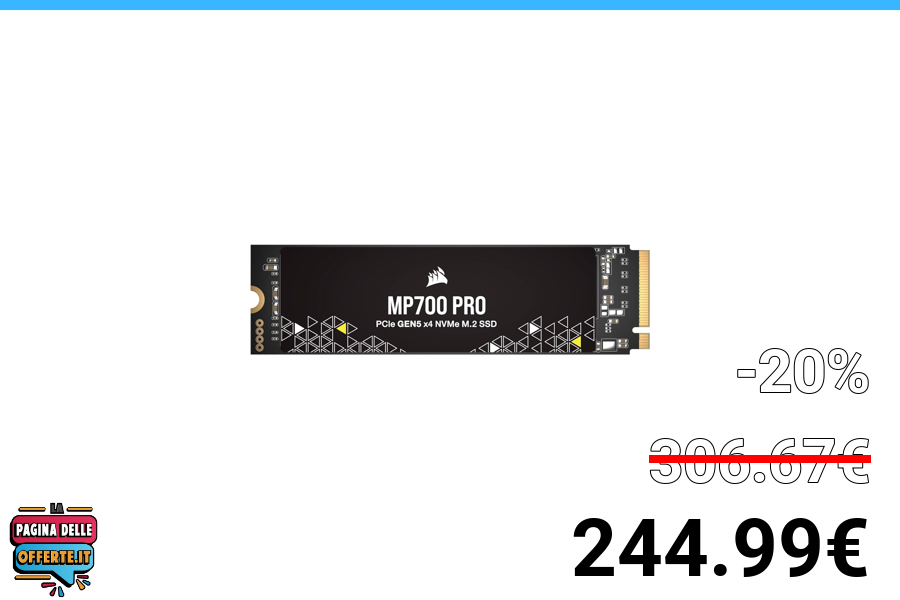 MP700 PRO
PCIe GEN5 x4 NVMe M.2 SSD
-20%
306.67€
244.99€
LA
PAGINA DELLE
OFFERTE.IT